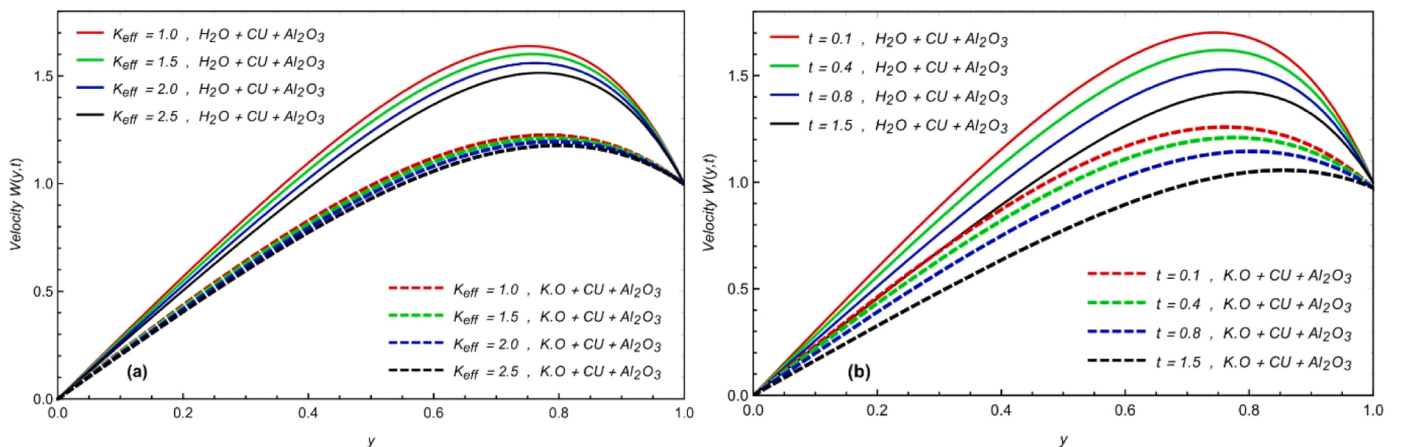 K_eff = 1.0 , H₂O + CU + Al₂O₃
K_eff = 1.5 , H₂O + CU + Al₂O₃
K_eff = 2.0 , H₂O + CU + Al₂O₃
K_eff = 2.5 , H₂O + CU + Al₂O₃
1.5
1.0
0.5
0.0
Velocity W(y,t)
K_eff = 1.0 , K.O + CU + Al₂O₃
K_eff = 1.5 , K.O + CU + Al₂O₃
K_eff = 2.0 , K.O + CU + Al₂O₃
K_eff = 2.5 , K.O + CU + Al₂O₃
(a)
0.0 0.2 0.4 0.6 0.8 1.0
y
t = 0.1 , H₂O + CU + Al₂O₃
t = 0.4 , H₂O + CU + Al₂O₃
t = 0.8 , H₂O + CU + Al₂O₃
t = 1.5 , H₂O + CU + Al₂O₃
1.5
1.0
0.5
0.0
Velocity W(y,t)
t = 0.1 , K.O + CU + Al₂O₃
t = 0.4 , K.O + CU + Al₂O₃
t = 0.8 , K.O + CU + Al₂O₃
t = 1.5 , K.O + CU + Al₂O₃
(b)
0.0 0.2 0.4 0.6 0.8 1.0
y